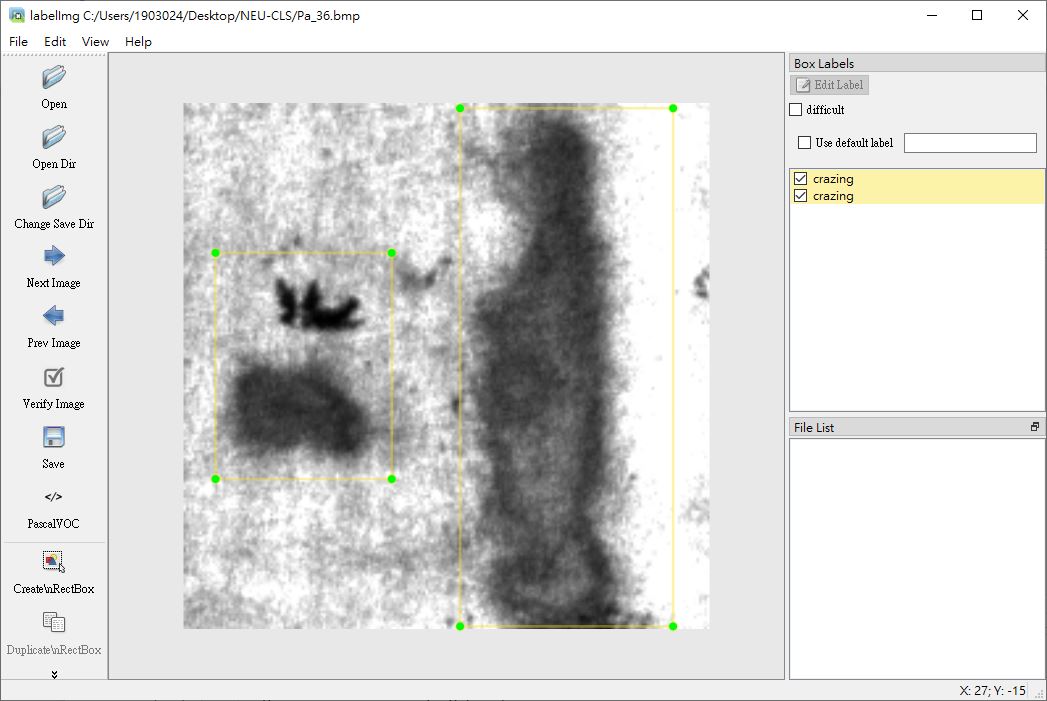 labelImg C:/Users/1903024/Desktop/NEU-CLS/Pa_36.bmp
File Edit View Help
Open
Open Dir
Change Save Dir
Next Image
Prev Image
Verify Image
Save
</>
PascalVOC
Create\nRectBox
Duplicate\nRectBox
Box Labels
Edit Label
difficult
Use default label
crazing
crazing
File List
X: 27; Y: -15